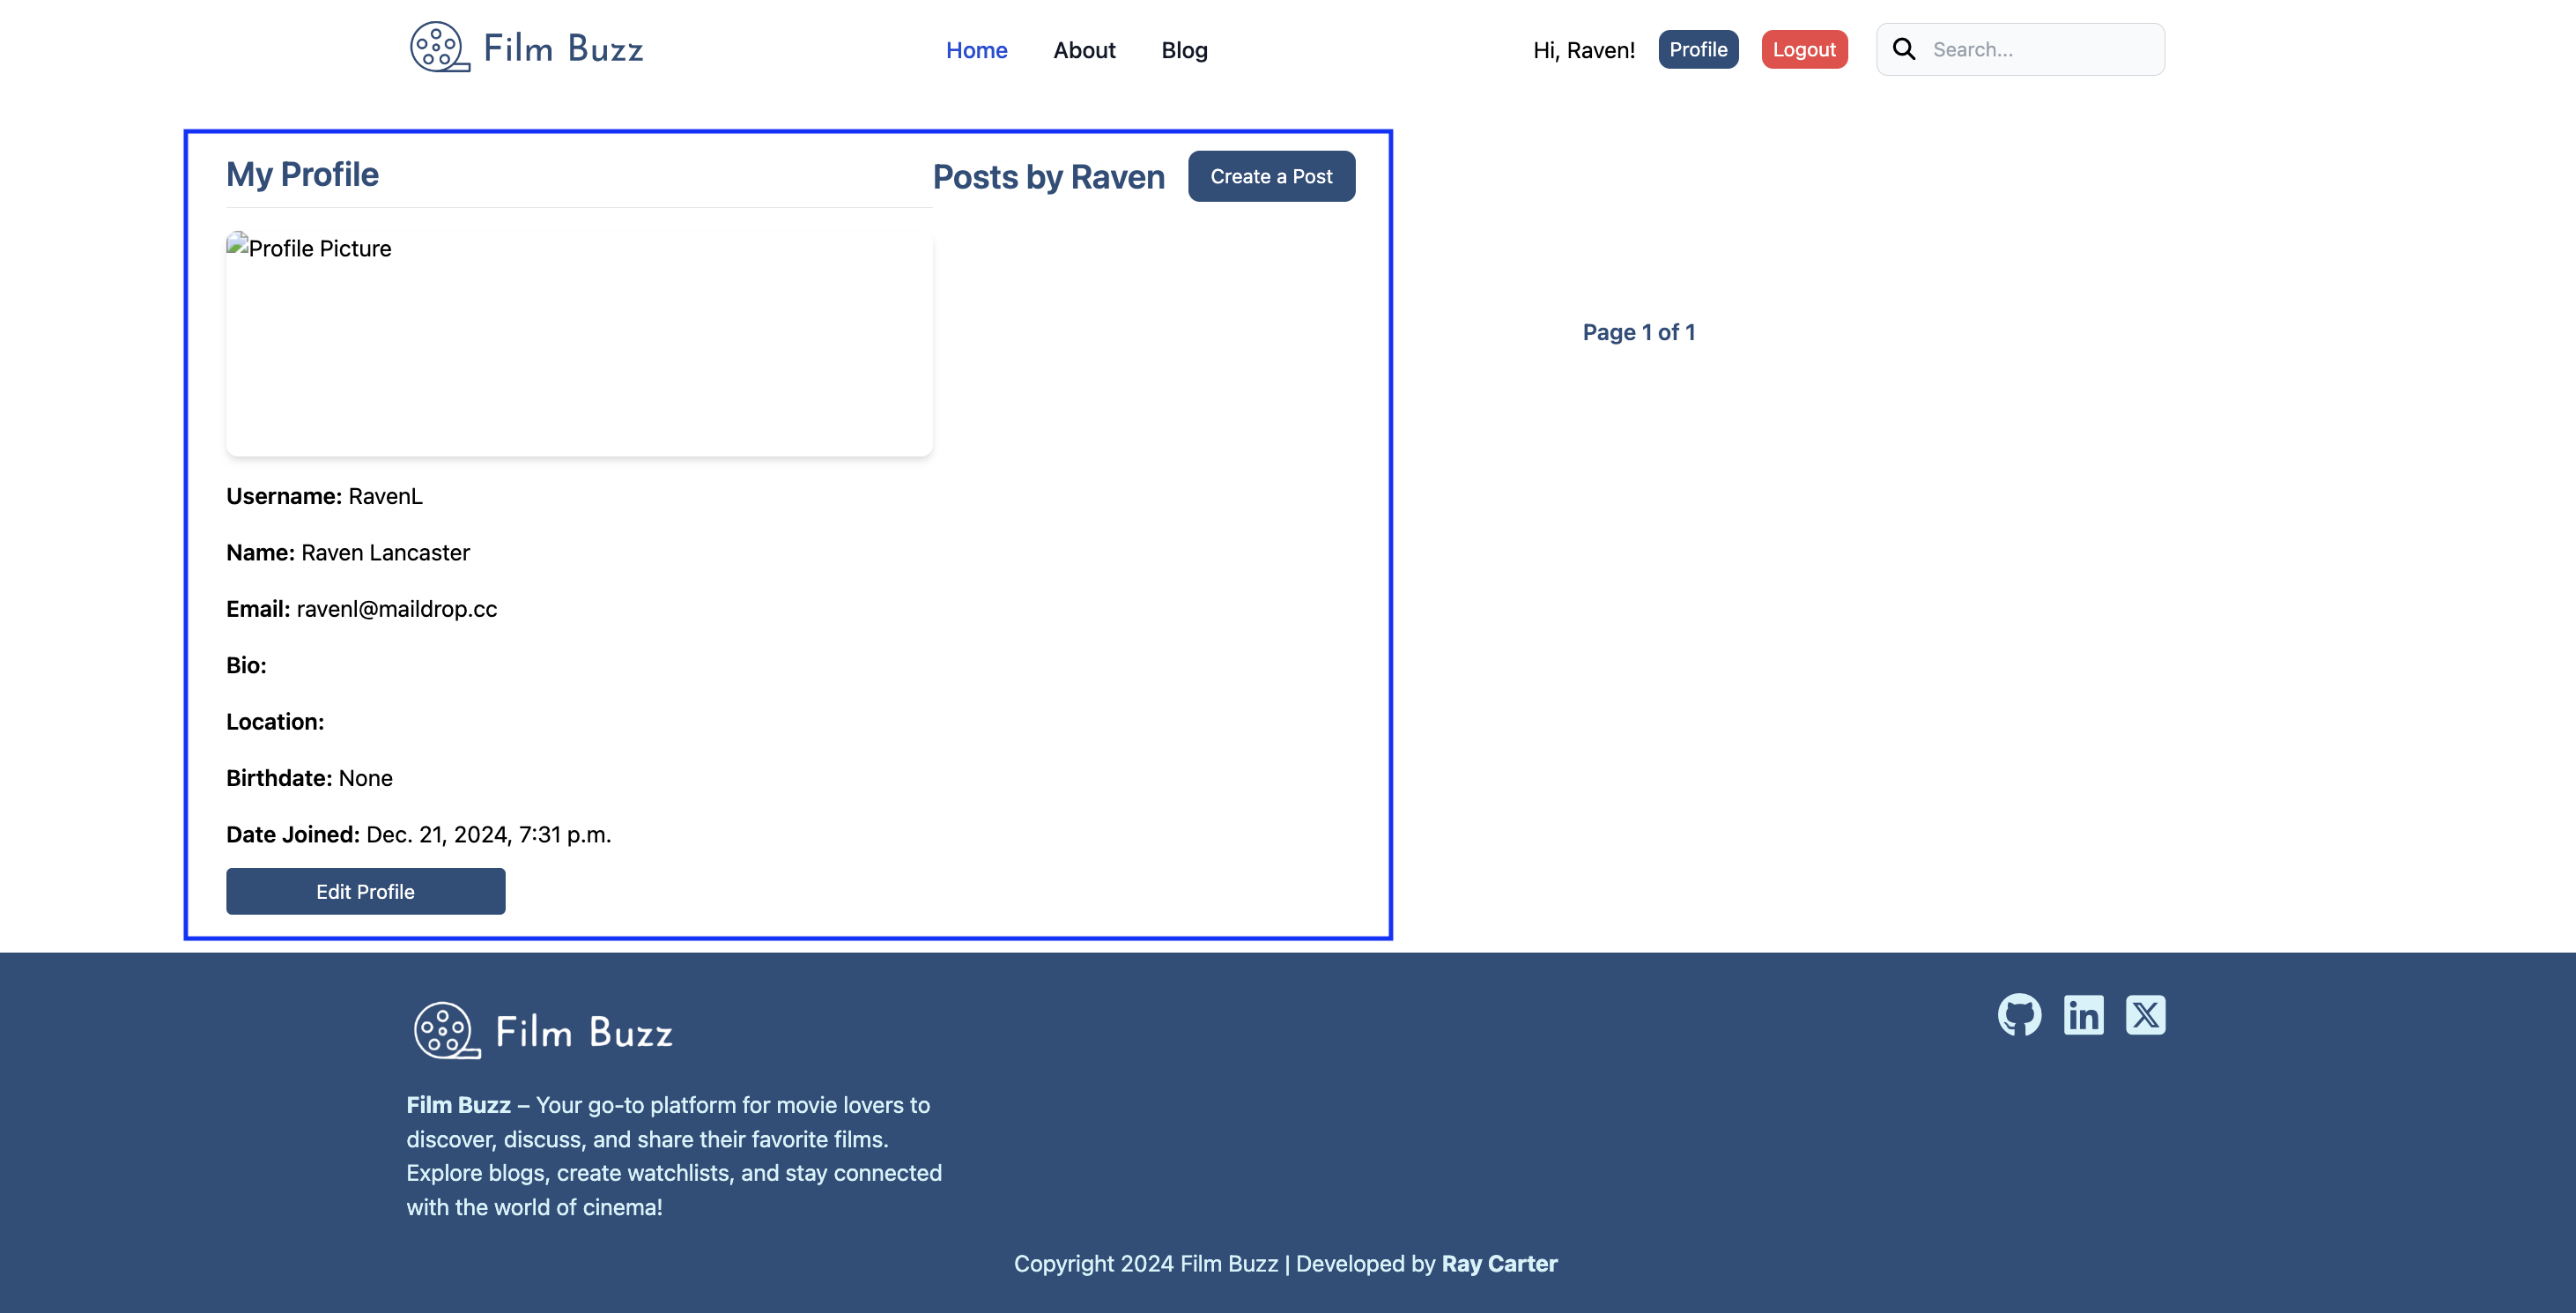 Film Buzz
Home About Blog
Hi, Raven! Profile Logout Search...
My Profile
Posts by Raven Create a Post
Profile Picture
Page 1 of 1
Username: RavenL
Name: Raven Lancaster
Email: ravenl@maildrop.cc
Bio:
Location:
Birthdate: None
Date Joined: Dec. 21, 2024, 7:31 p.m.
Edit Profile
Film Buzz
Film Buzz – Your go-to platform for movie lovers to
discover, discuss, and share their favorite films.
Explore blogs, create watchlists, and stay connected
with the world of cinema!
Copyright 2024 Film Buzz | Developed by Ray Carter